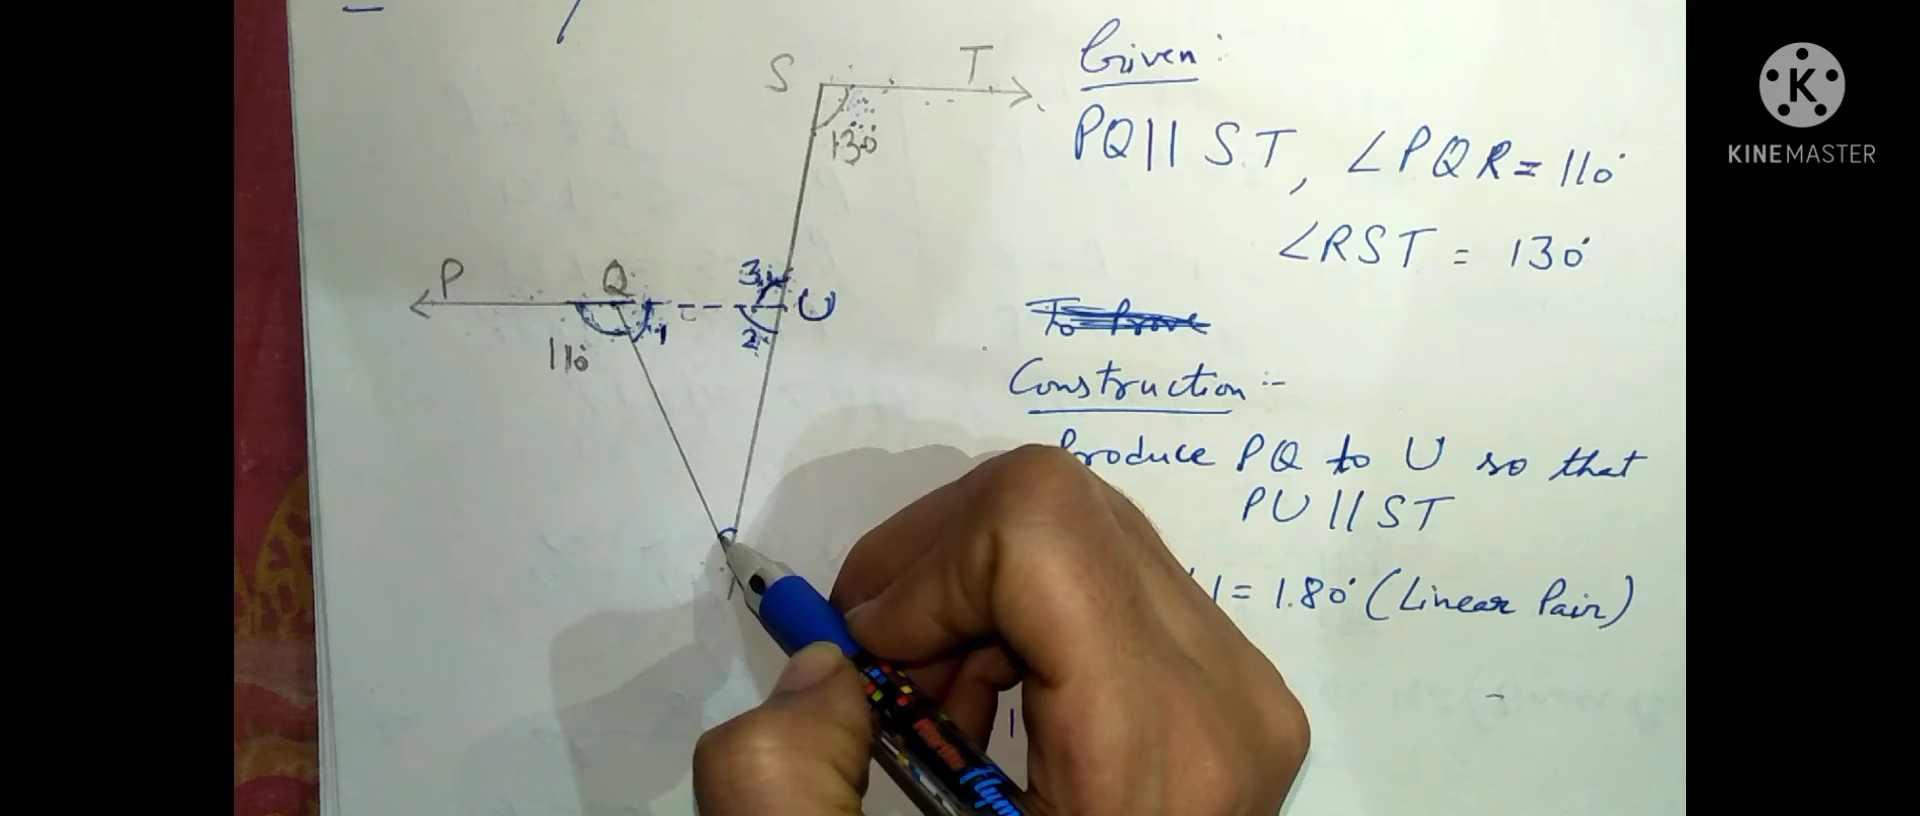 S T
130°
P Q 3 U
110° 1 2
Given:
PQ || ST, ∠PQR = 110°
∠RST = 130°
To Prove
Construction :-
Produce PQ to U so that
PU || ST
1 = 180° (Linear Pair)
K
KINEMASTER